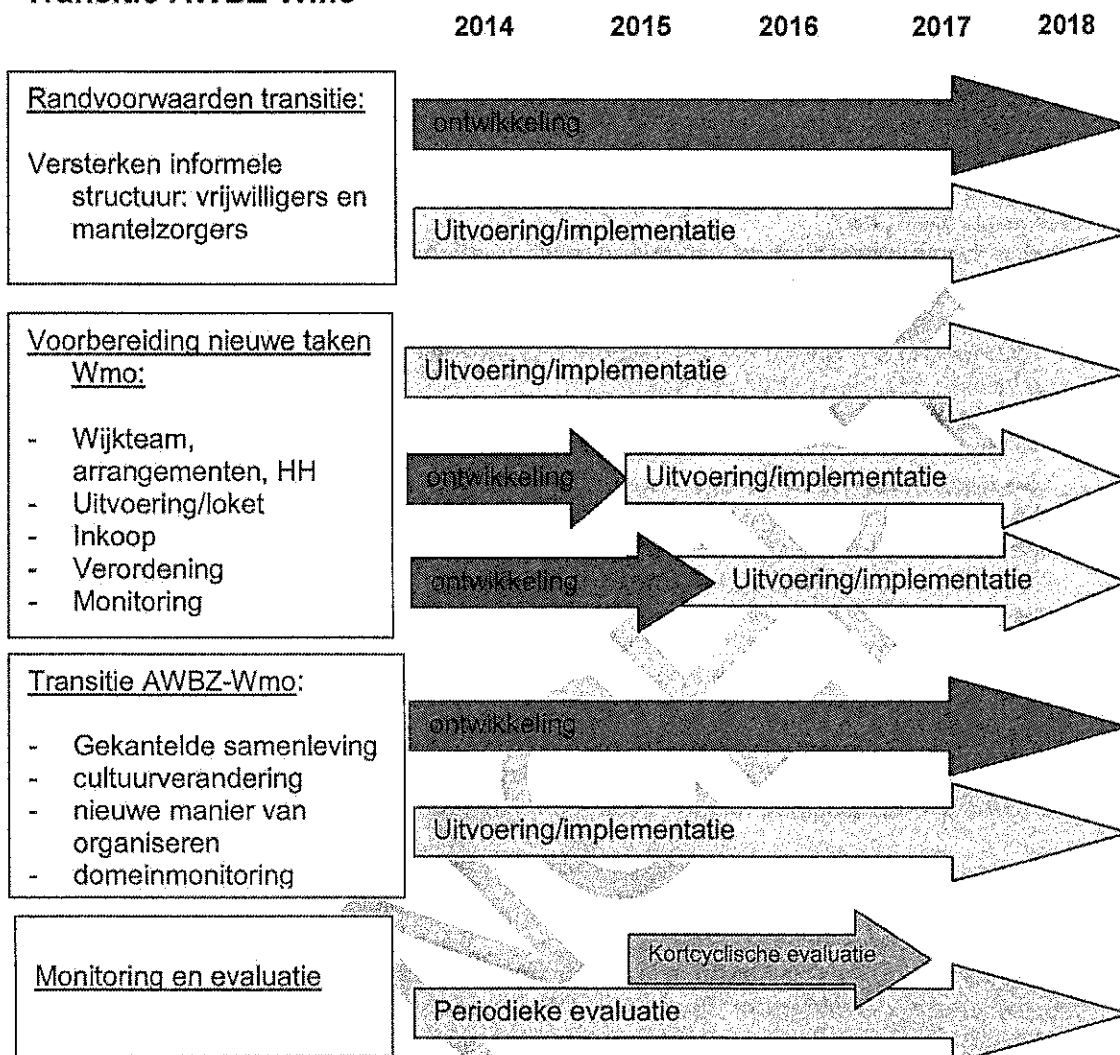 Transitie AWBZ-Wmo
2014 2015 2016 2017 2018
Randvoorwaarden transitie:
Versterken informele
structuur: vrijwilligers en
mantelzorgers
ontwikkeling
Uitvoering/implementatie
Voorbereiding nieuwe taken
Wmo:
- Wijkteam,
arrangementen, HH
- Uitvoering/loket
- Inkoop
- Verordening
- Monitoring
Uitvoering/implementatie
ontwikkeling Uitvoering/implementatie
ontwikkeling Uitvoering/implementatie
Transitie AWBZ-Wmo:
- Gekantelde samenleving
- cultuurverandering
- nieuwe manier van
organiseren
- domeinmonitoring
ontwikkeling
Uitvoering/implementatie
Monitoring en evaluatie
Kortcyclische evaluatie
Periodieke evaluatie